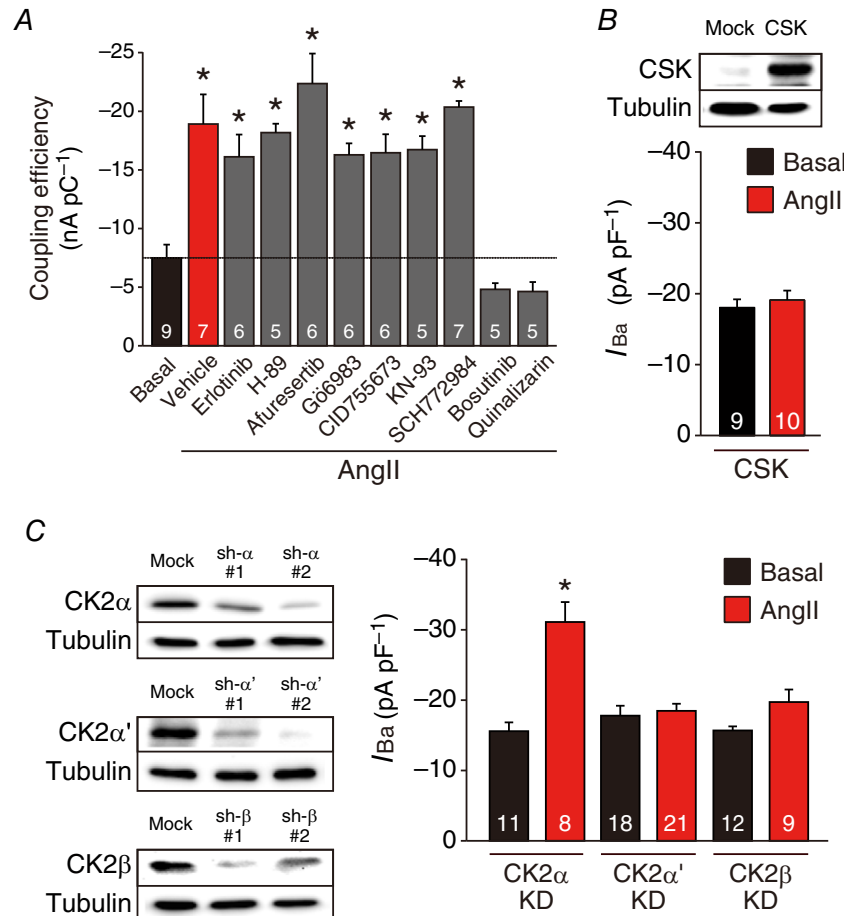 A
Coupling efficiency
(nA pC⁻¹)
–25
–20
–15
–10
–5
0
* * * * * * * *
9 7 6 5 6 6 6 5 7 5 5
Basal
Vehicle
Erlotinib
H-89
Afuresertib
Gö6983
CID755673
KN-93
SCH772984
Bosutinib
Quinalizarin
AngII
B
Mock CSK
CSK
Tubulin
–40
–30
–20
–10
0
I Ba (pA pF⁻¹)
Basal
AngII
9 10
CSK
C
Mock sh-α #1 sh-α #2
CK2α
Tubulin
Mock sh-α' #1 sh-α' #2
CK2α'
Tubulin
Mock sh-β #1 sh-β #2
CK2β
Tubulin
–40
–30
–20
–10
0
I Ba (pA pF⁻¹)
Basal
AngII
*
11 8 18 21 12 9
CK2α KD
CK2α' KD
CK2β KD